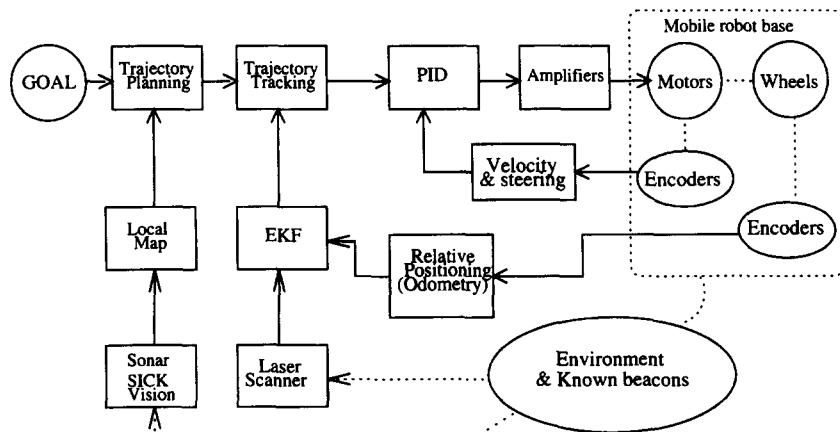 Mobile robot base
GOAL
Trajectory
Planning
Trajectory
Tracking
PID
Amplifiers
Motors
Wheels
Velocity
& steering
Encoders
Local
Map
EKF
Relative
Positioning
(Odometry)
Encoders
Sonar
SICK
Vision
Laser
Scanner
Environment
& Known beacons